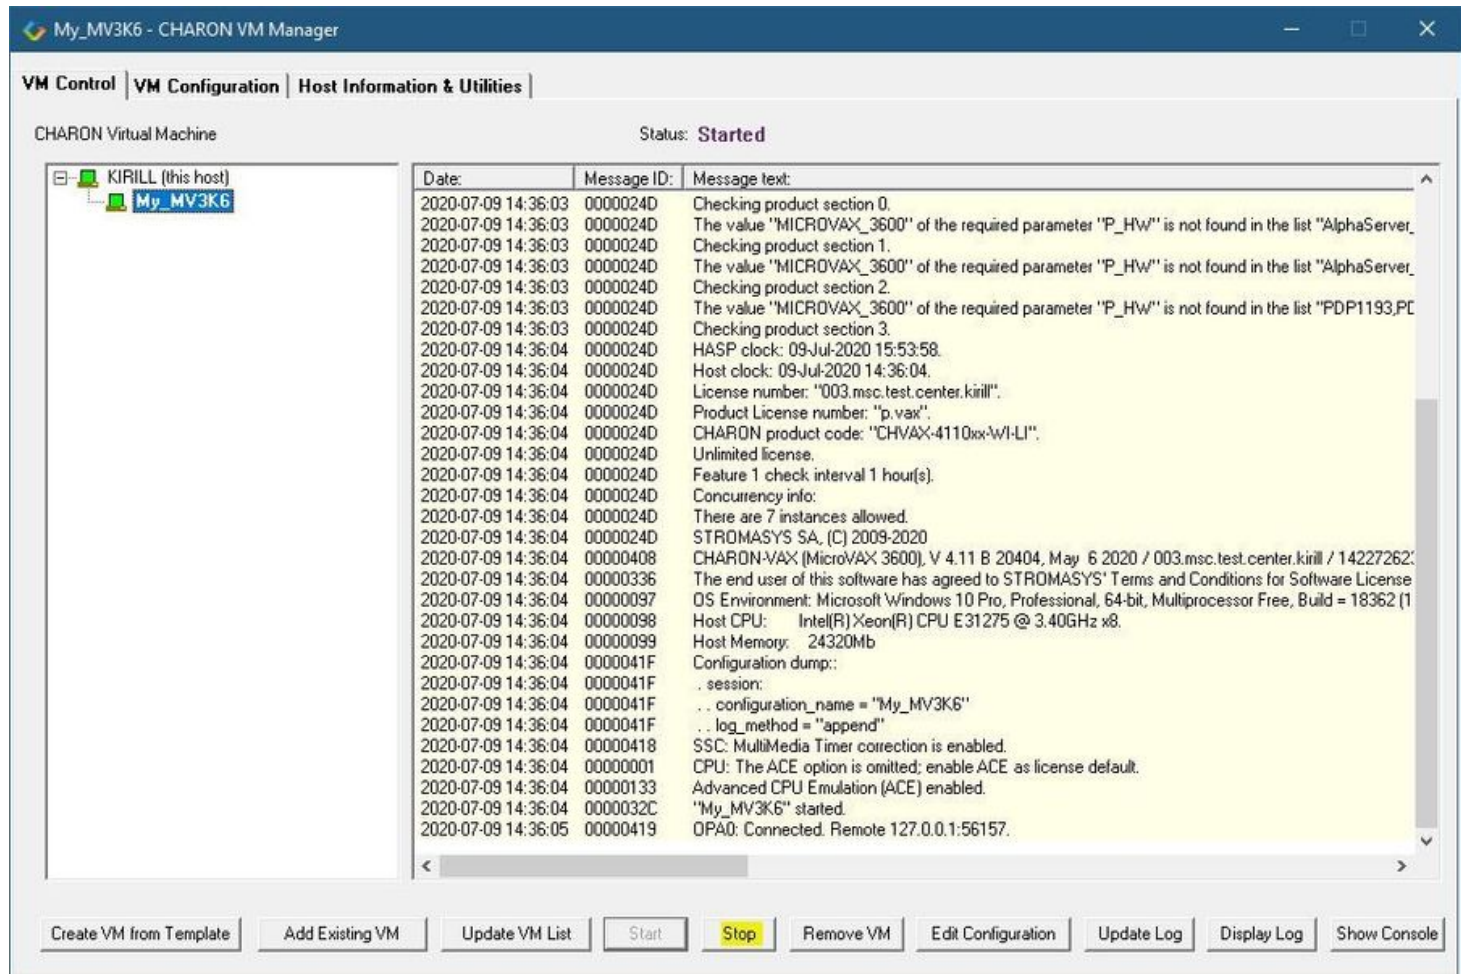 My_MV3K6 - CHARON VM Manager
VM Control VM Configuration Host Information & Utilities
CHARON Virtual Machine
Status: Started
KIRILL (this host)
My_MV3K6
Date: Message ID: Message text:
2020-07-09 14:36:03 0000024D Checking product section 0.
2020-07-09 14:36:03 0000024D The value "MICROVAX_3600" of the required parameter "P_HW" is not found in the list "AlphaServer_
2020-07-09 14:36:03 0000024D Checking product section 1.
2020-07-09 14:36:03 0000024D The value "MICROVAX_3600" of the required parameter "P_HW" is not found in the list "AlphaServer_
2020-07-09 14:36:03 0000024D Checking product section 2.
2020-07-09 14:36:03 0000024D The value "MICROVAX_3600" of the required parameter "P_HW" is not found in the list "PDP1193,PD
2020-07-09 14:36:03 0000024D Checking product section 3.
2020-07-09 14:36:04 0000024D HASP clock: 09-Jul-2020 15:53:58.
2020-07-09 14:36:04 0000024D Host clock: 09-Jul-2020 14:36:04.
2020-07-09 14:36:04 0000024D License number: "003.msc.test.center.kirill".
2020-07-09 14:36:04 0000024D Product License number: "p.vax".
2020-07-09 14:36:04 0000024D CHARON product code: "CHVAX-4110xx-WI-LI".
2020-07-09 14:36:04 0000024D Unlimited license.
2020-07-09 14:36:04 0000024D Feature 1 check interval 1 hour(s).
2020-07-09 14:36:04 0000024D Concurrency info:
2020-07-09 14:36:04 0000024D There are 7 instances allowed.
2020-07-09 14:36:04 0000024D STROMASYS SA, (C) 2009-2020
2020-07-09 14:36:04 00000408 CHARON-VAX (MicroVAX 3600), V 4.11 B 20404, May 6 2020 / 003.msc.test.center.kirill / 142272623
2020-07-09 14:36:04 00000336 The end user of this software has agreed to STROMASYS' Terms and Conditions for Software License
2020-07-09 14:36:04 00000097 OS Environment: Microsoft Windows 10 Pro, Professional, 64-bit, Multiprocessor Free, Build = 18362 (1
2020-07-09 14:36:04 00000098 Host CPU: Intel(R) Xeon(R) CPU E31275 @ 3.40GHz x8.
2020-07-09 14:36:04 00000099 Host Memory: 24320Mb
2020-07-09 14:36:04 0000041F Configuration dump::
2020-07-09 14:36:04 0000041F . session:
2020-07-09 14:36:04 0000041F . . configuration_name = "My_MV3K6"
2020-07-09 14:36:04 0000041F . . log_method = "append"
2020-07-09 14:36:04 00000418 SSC: MultiMedia Timer correction is enabled.
2020-07-09 14:36:04 00000001 CPU: The ACE option is omitted; enable ACE as license default.
2020-07-09 14:36:04 00000133 Advanced CPU Emulation (ACE) enabled.
2020-07-09 14:36:04 0000032C "My_MV3K6" started.
2020-07-09 14:36:05 00000419 OPA0: Connected. Remote 127.0.0.1:56157.
Create VM from Template Add Existing VM Update VM List Start Stop Remove VM Edit Configuration Update Log Display Log Show Console